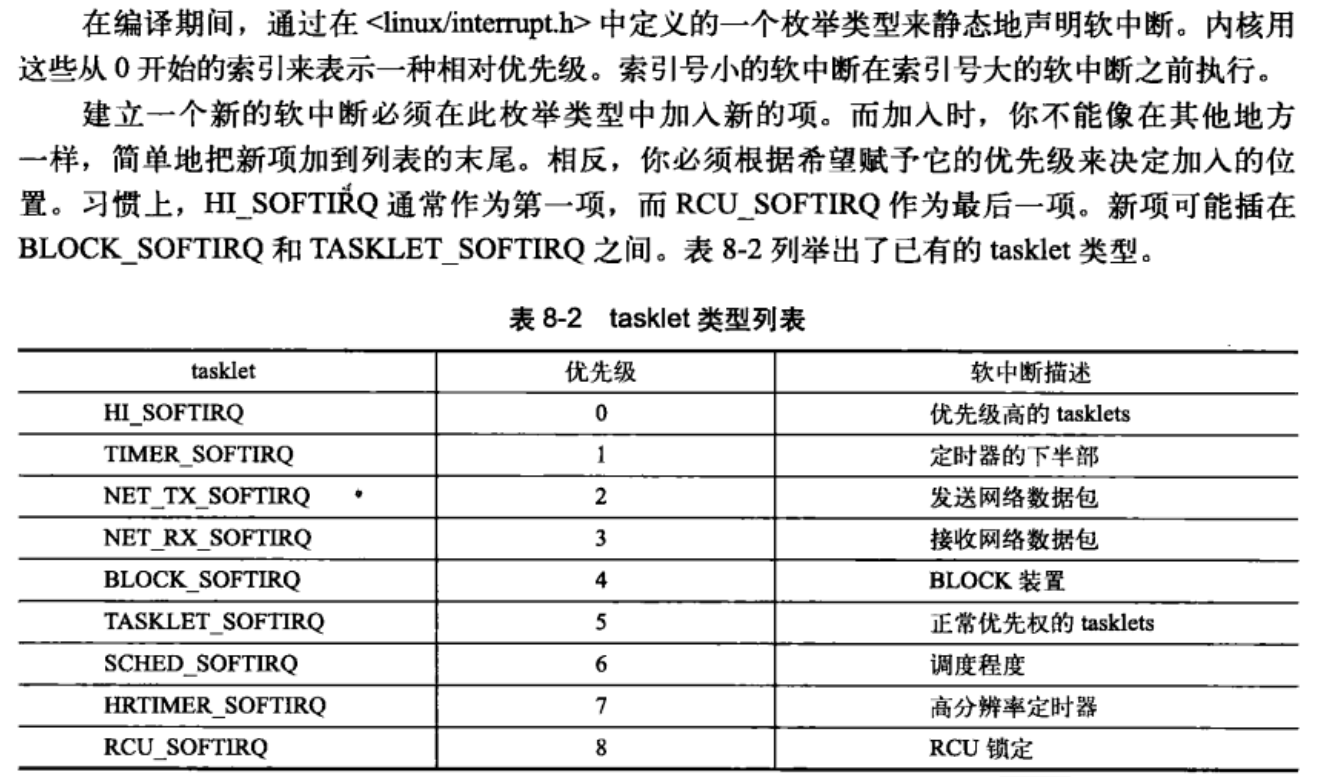 在编译期间，通过在 <linux/interrupt.h> 中定义的一个枚举类型来静态地声明软中断。内核用
这些从 0 开始的索引来表示一种相对优先级。索引号小的软中断在索引号大的软中断之前执行。
建立一个新的软中断必须在此枚举类型中加入新的项。而加入时，你不能像在其他地方
一样，简单地把新项加到列表的末尾。相反，你必须根据希望赋予它的优先级来决定加入的位
置。习惯上，HI_SOFTIRQ 通常作为第一项，而 RCU_SOFTIRQ 作为最后一项。新项可能插在
BLOCK_SOFTIRQ 和 TASKLET_SOFTIRQ 之间。表 8-2 列举出了已有的 tasklet 类型。
表 8-2 tasklet 类型列表
tasklet 优先级 软中断描述
HI_SOFTIRQ 0 优先级高的 tasklets
TIMER_SOFTIRQ 1 定时器的下半部
NET_TX_SOFTIRQ 2 发送网络数据包
NET_RX_SOFTIRQ 3 接收网络数据包
BLOCK_SOFTIRQ 4 BLOCK 装置
TASKLET_SOFTIRQ 5 正常优先权的 tasklets
SCHED_SOFTIRQ 6 调度程度
HRTIMER_SOFTIRQ 7 高分辨率定时器
RCU_SOFTIRQ 8 RCU 锁定